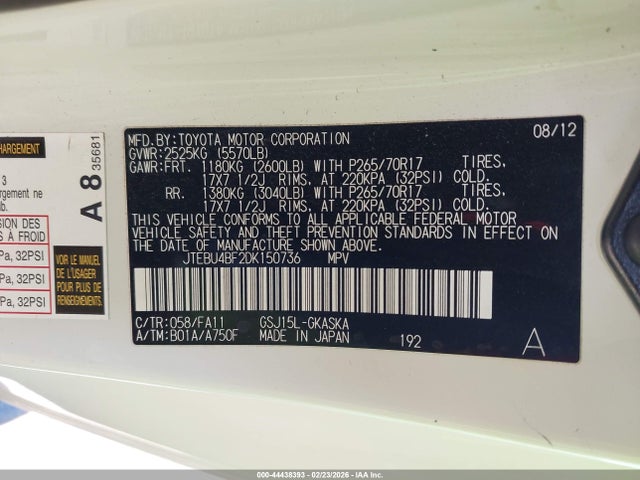 CHARGEMENT
3
argement ne
b.
SION DES
S À FROID
Pa, 32PSI
Pa, 32PSI
Pa, 32PSI
A 8 35681
VOIR LE MANUEL
DE L'USAGER
POUR PLUS DE
RENSEIGNEMENTS
MFD.BY:TOYOTA MOTOR CORPORATION 08/12
GVWR:2525KG (5570LB)
GAWR:FRT. 1180KG (2600LB) WITH P265/70R17 TIRES,
17X7 1/2J RIMS, AT 220KPA (32PSI) COLD.
RR. 1380KG (3040LB) WITH P265/70R17 TIRES,
17X7 1/2J RIMS, AT 220KPA (32PSI) COLD.
THIS VEHICLE CONFORMS TO ALL APPLICABLE FEDERAL MOTOR
VEHICLE SAFETY AND THEFT PREVENTION STANDARDS IN EFFECT
ON THE DATE OF MANUFACTURE SHOWN ABOVE.
JTEBU4BF2DK150736 MPV
C/TR:058/FA11 GSJ15L-GKASKA
A/TM:B01A/A750F MADE IN JAPAN 192 A
000-44438393 - 02/23/2026 - COPYRIGHT IAA, LLC